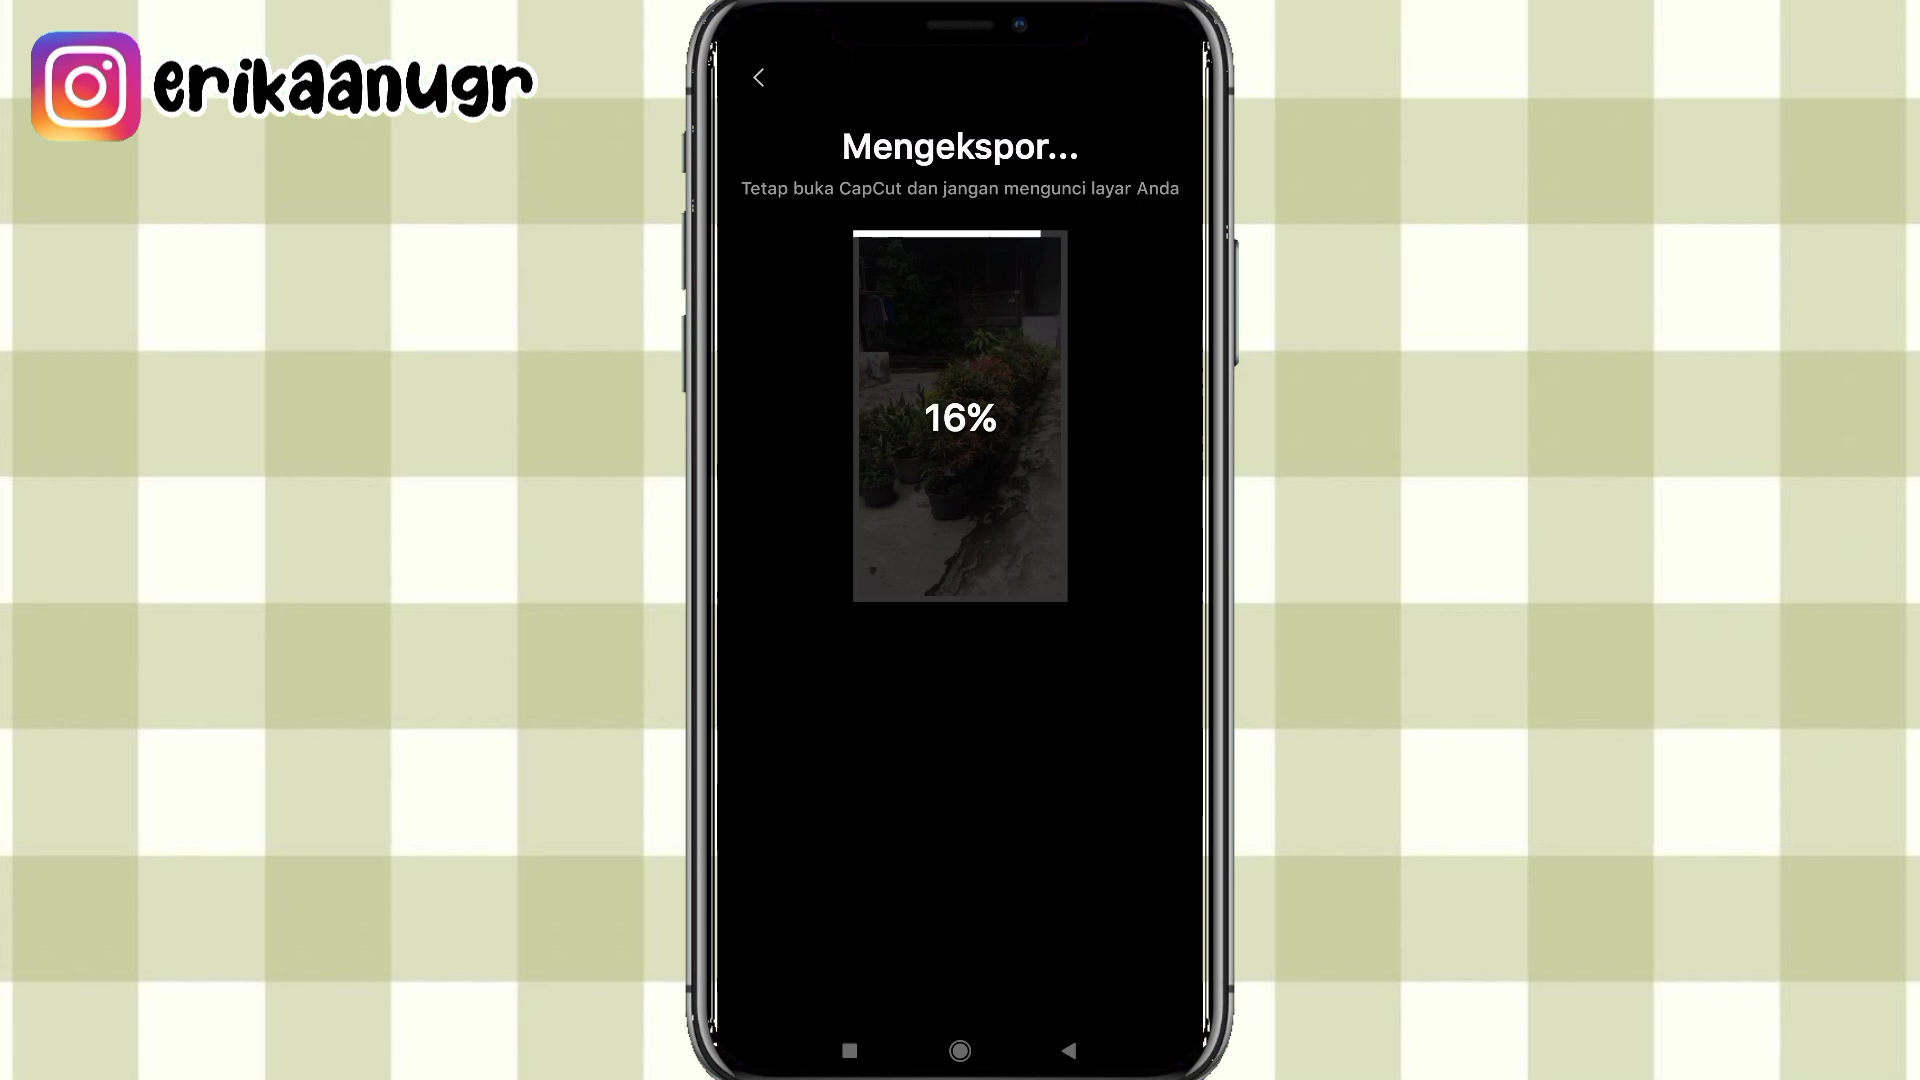 erikaanugr
Mengekspor...
Tetap buka CapCut dan jangan mengunci layar Anda
16%